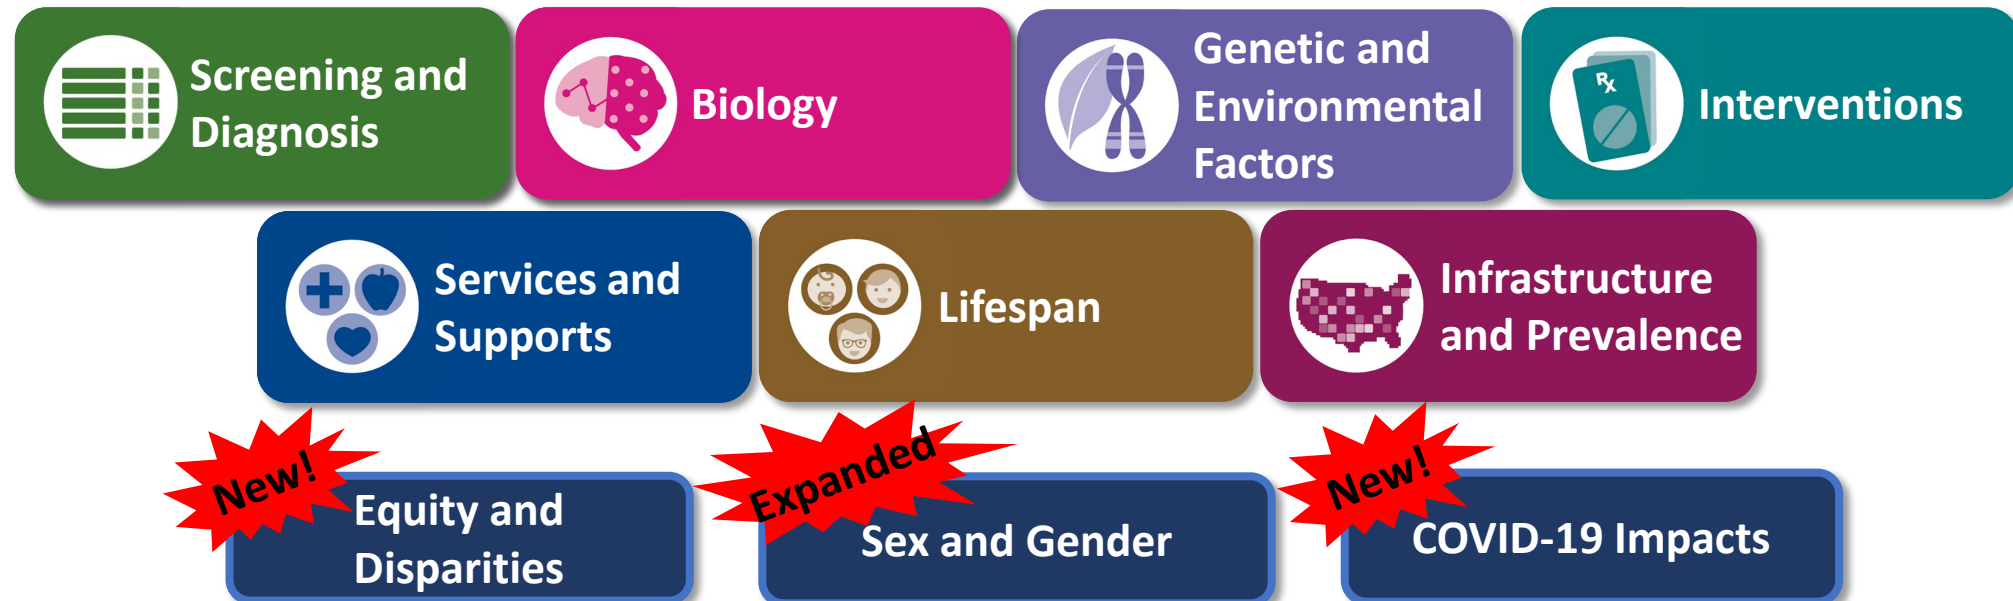 Screening and
Diagnosis
Biology
Genetic and
Environmental
Factors
Rx
Interventions
Services and
Supports
Lifespan
Infrastructure
and Prevalence
New!
Equity and
Disparities
Expanded
Sex and Gender
New!
COVID-19 Impacts